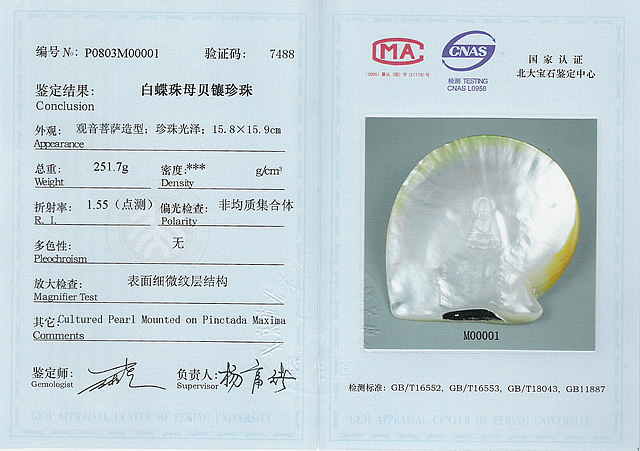 编号 №: P0803M00001 验证码: 7488
鉴定结果: 白蝶珠母贝镶珍珠
Conclusion
外观: 观音菩萨造型; 珍珠光泽; 15.8×15.9cm
Appearance
总重: 251.7g 密度: *** g/cm³
Weight Density
折射率: 1.55（点测） 偏光检查: 非均质集合体
R. I. Polarity
多色性: 无
Pleochroism
放大检查: 表面细微纹层结构
Magnifier Test
其它: Cultured Pearl Mounted on Pinctada Maxima
Comments
鉴定师: 负责人:
Gemologist Supervisor
GEM APPRAISAL CENTER OF PEKING UNIVERSITY
CMA
CNAS
检测 TESTING
CNAS L0958
国家认证
北大宝石鉴定中心
M00001
检测标准: GB/T16552, GB/T16553, GB/T18043, GB11887
GEM APPRAISAL CENTER OF PEKING UNIVERSITY